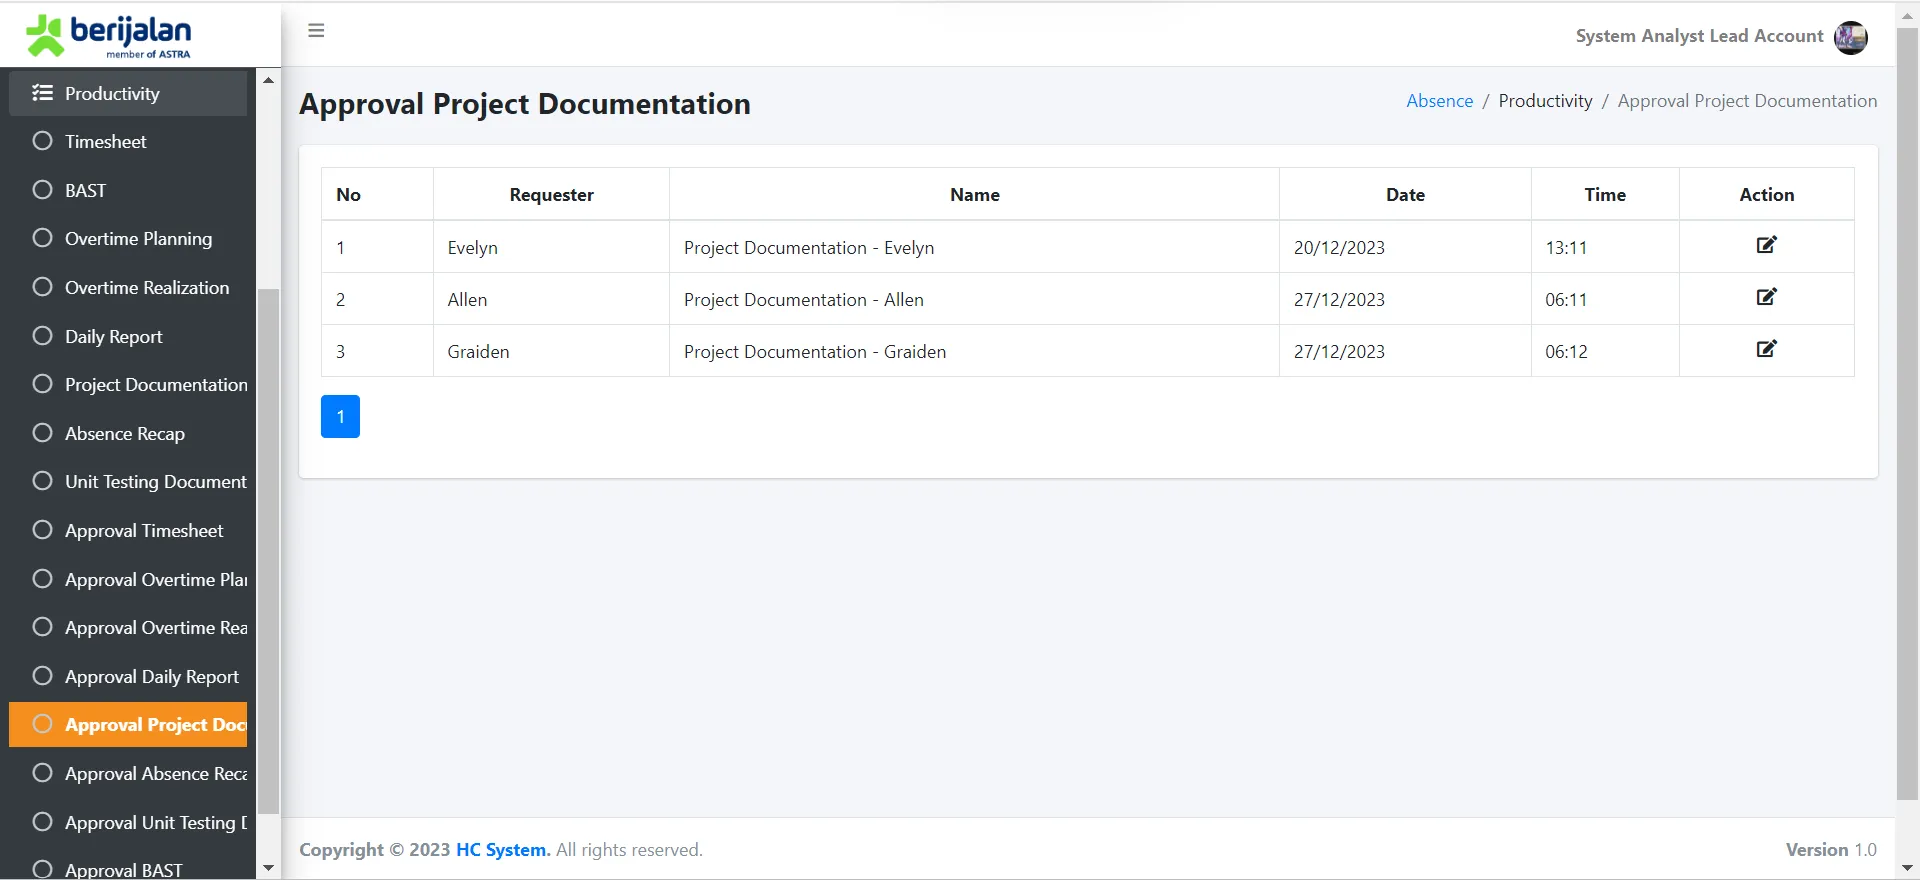 berijalan
member of ASTRA
System Analyst Lead Account
Productivity
Timesheet
BAST
Overtime Planning
Overtime Realization
Daily Report
Project Documentation
Absence Recap
Unit Testing Document
Approval Timesheet
Approval Overtime Plan
Approval Overtime Rea
Approval Daily Report
Approval Project Doc
Approval Absence Reca
Approval Unit Testing D
Approval BAST
Approval Project Documentation
Absence / Productivity / Approval Project Documentation
No Requester Name Date Time Action
1 Evelyn Project Documentation - Evelyn 20/12/2023 13:11
2 Allen Project Documentation - Allen 27/12/2023 06:11
3 Graiden Project Documentation - Graiden 27/12/2023 06:12
1
Copyright © 2023 HC System. All rights reserved.
Version 1.0